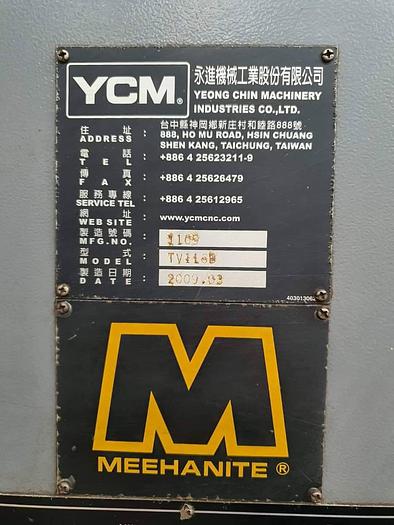 YCM®
永進機械工業股份有限公司
YEONG CHIN MACHINERY
INDUSTRIES CO.,LTD.
住址 ADDRESS : 台中縣神岡鄉新庄村和睦路888號
888, HO MU ROAD, HSIN CHUANG
SHEN KANG, TAICHUNG, TAIWAN
電話 TEL : +886 4 25623211-9
傳真 FAX : +886 4 25626479
服務專線 SERVICE TEL : +886 4 25612965
網址 WEB SITE : www.ycmcnc.com
製造號碼 MFG.NO. :
型式 MODEL : TV116B
製造日期 DATE : 2009.03
M
MEEHANITE®